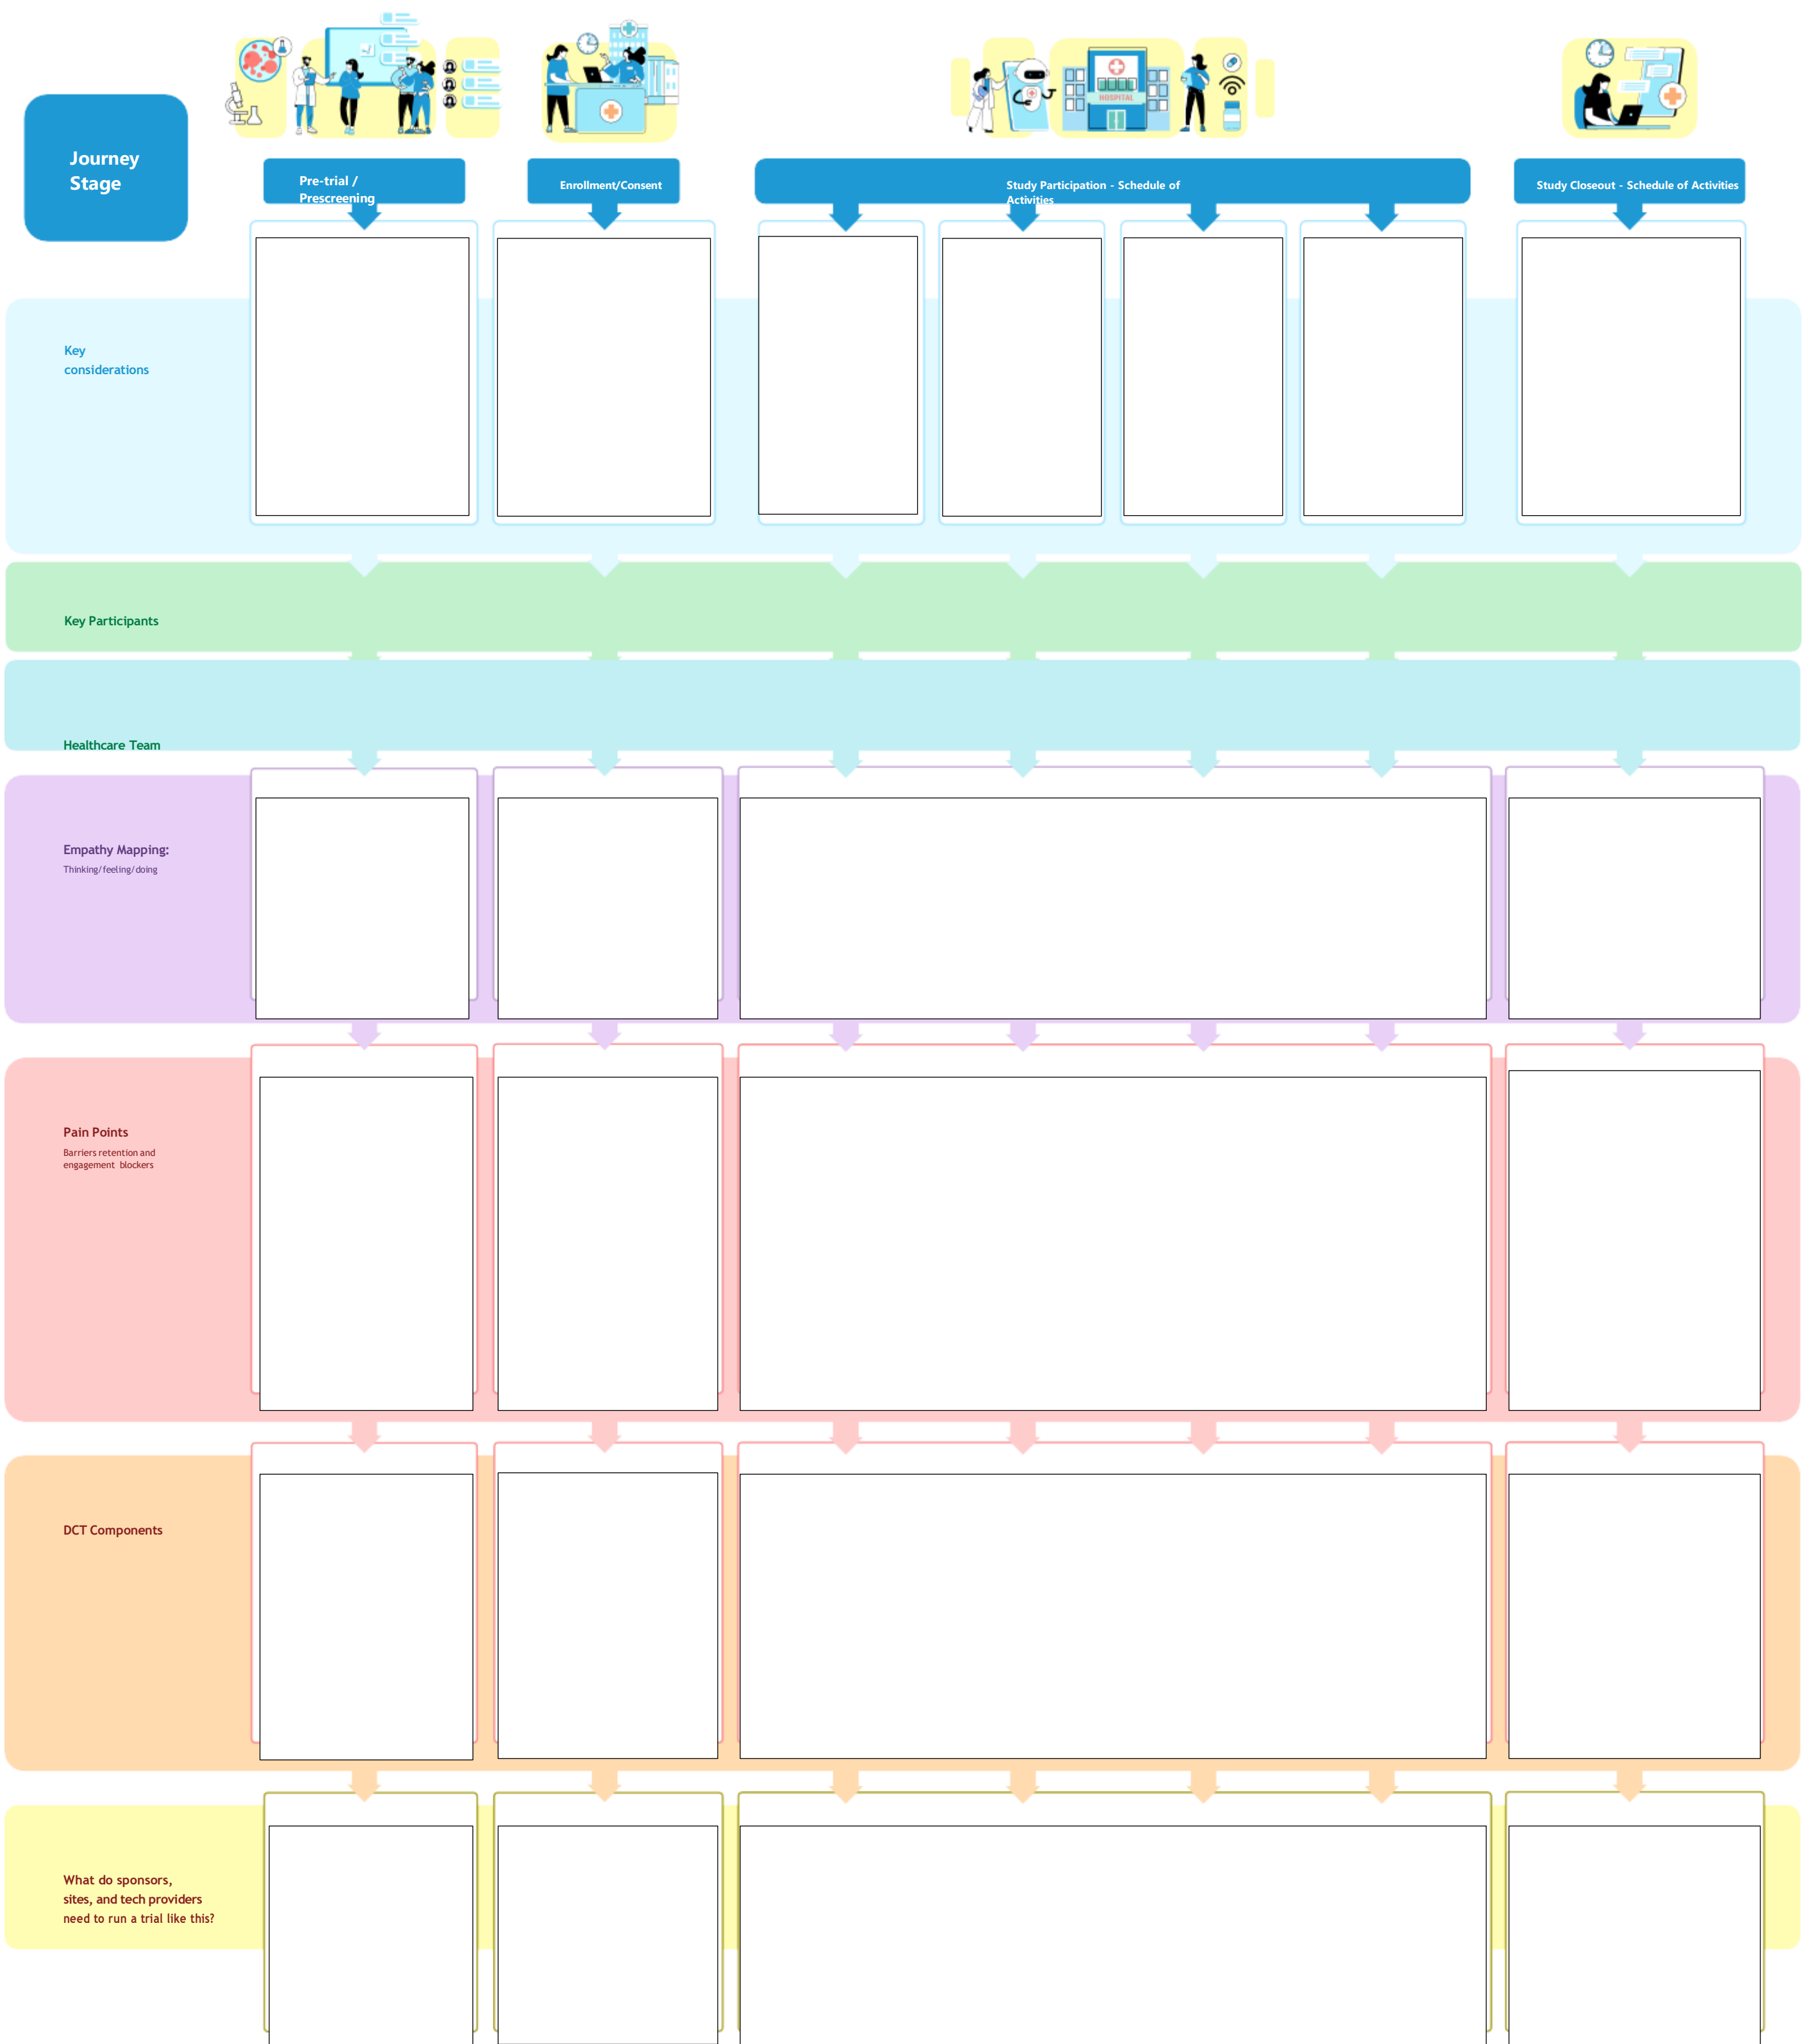 HOSPITAL
Journey
Stage
Pre-trial /
Prescreening
Enrollment/Consent
Study Participation - Schedule of
Activities
Study Closeout - Schedule of Activities
Key
considerations
Key Participants
Healthcare Team
Empathy Mapping:
Thinking/feeling/doing
Pain Points
Barriers retention and
engagement blockers
DCT Components
What do sponsors,
sites, and tech providers
need to run a trial like this?